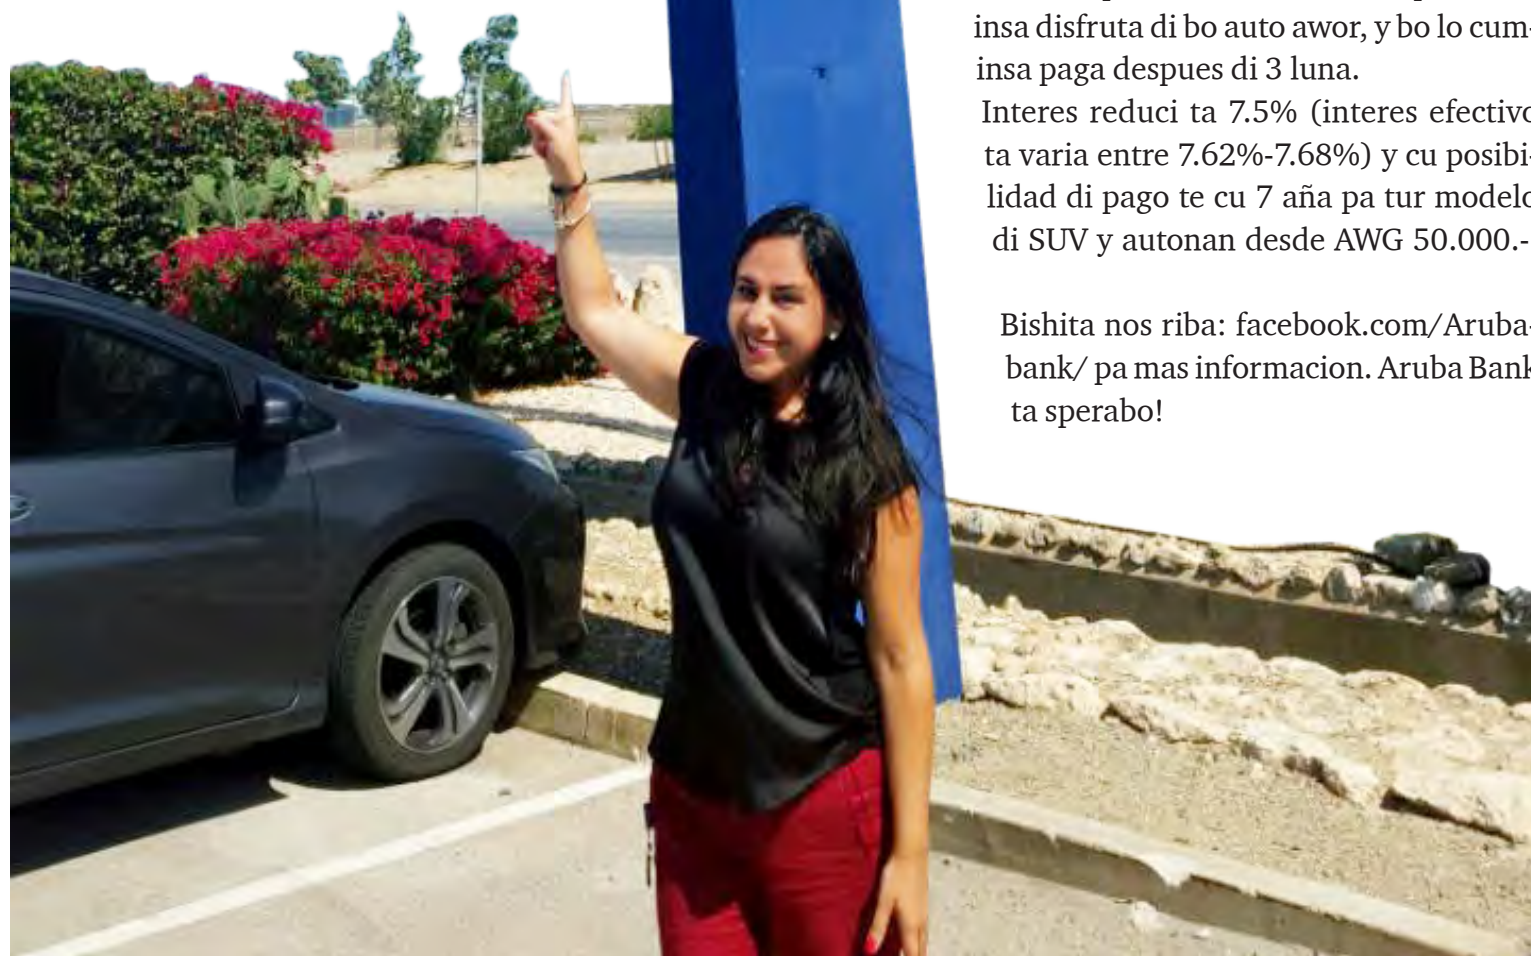 insa disfruta di bo auto awor, y bo lo cum-
insa paga despues di 3 luna.
Interes reduci ta 7.5% (interes efectivo
ta varia entre 7.62%-7.68%) y cu posibi-
lidad di pago te cu 7 aña pa tur modelo
di SUV y autonan desde AWG 50.000.-
Bishita nos riba: facebook.com/Aruba-
bank/ pa mas informacion. Aruba Bank
ta sperabo!